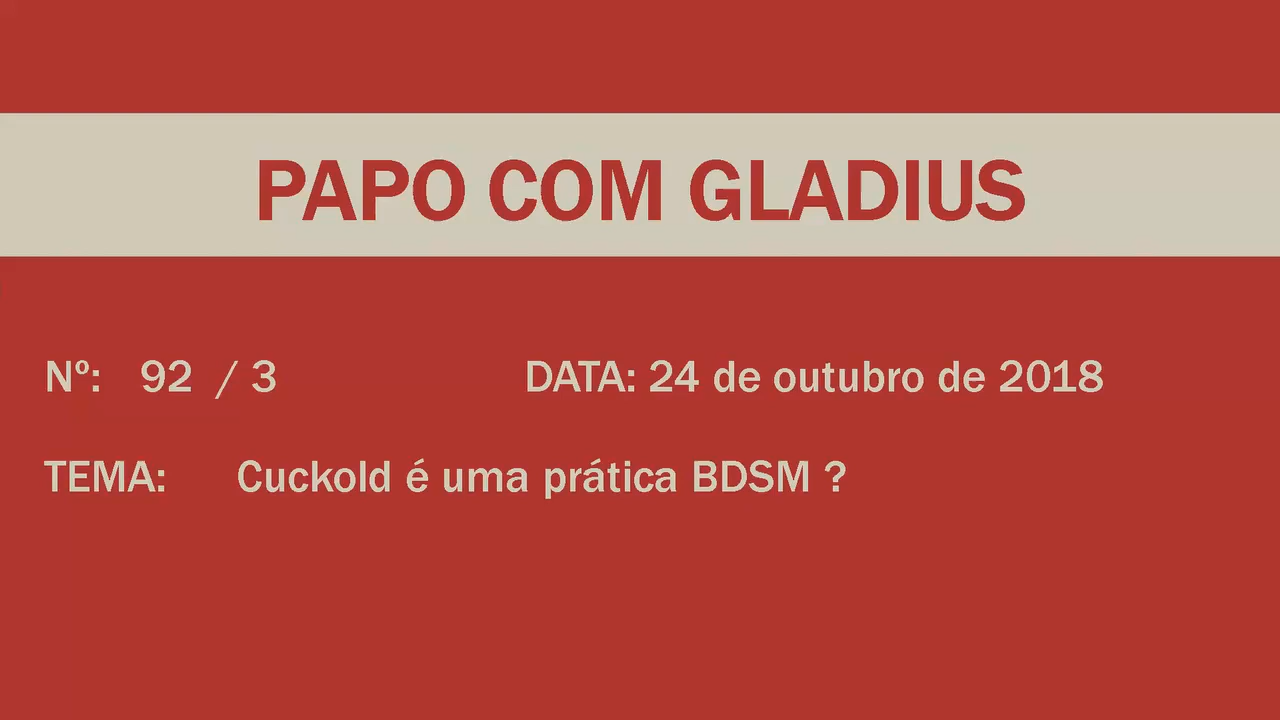 PAPO COM GLADIUS
Nº: 92 / 3 DATA: 24 de outubro de 2018
TEMA: Cuckold é uma prática BDSM ?